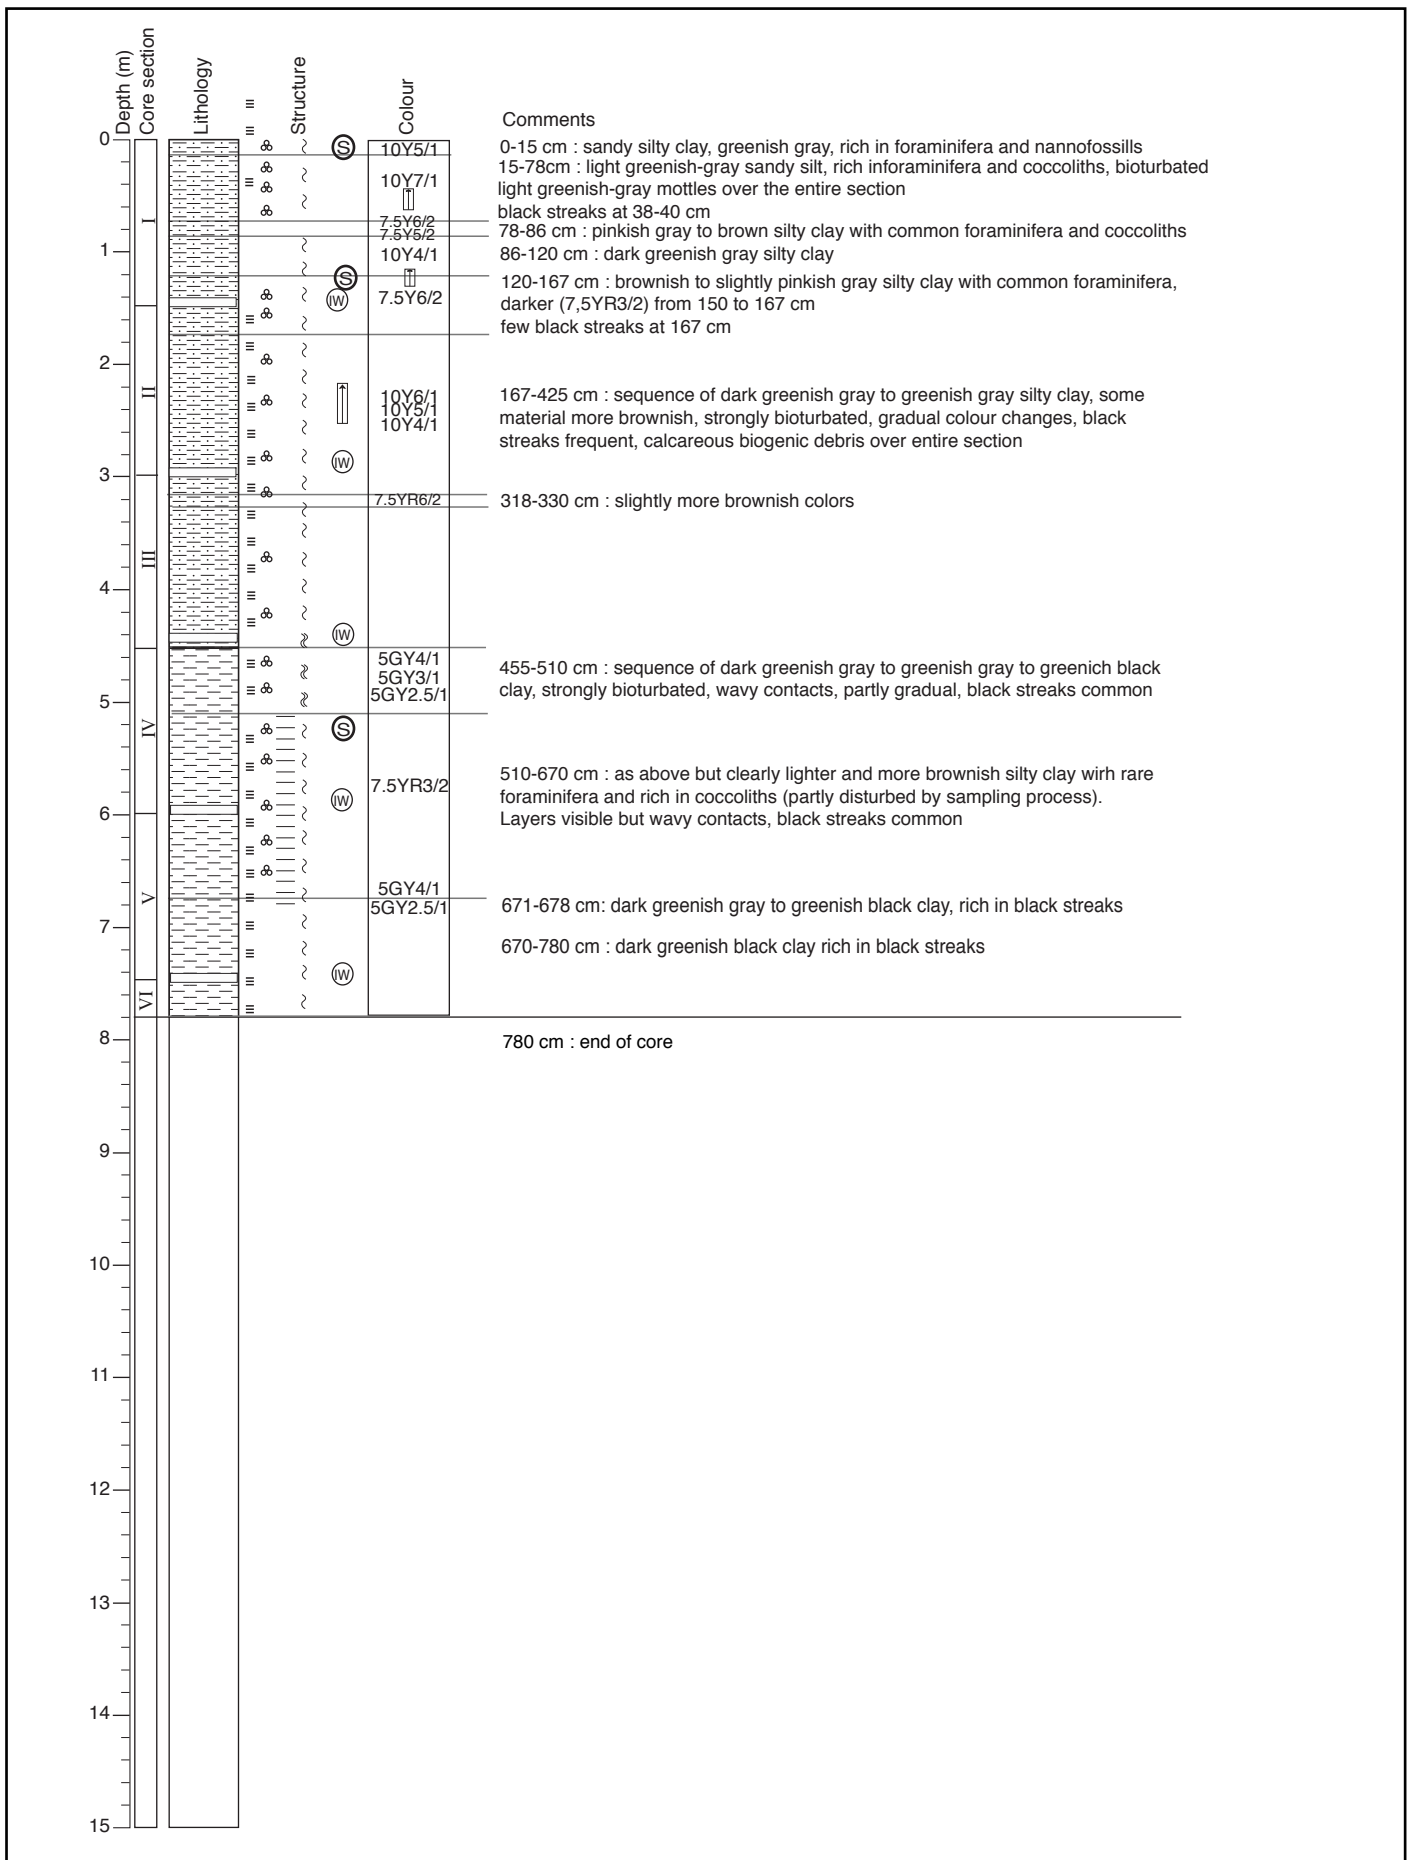 Depth (m)
Core section
Lithology
Structure
Colour
Comments
0
S
10Y5/1
0-15 cm : sandy silty clay, greenish gray, rich in foraminifera and nannofossills
15-78cm : light greenish-gray sandy silt, rich inforaminifera and coccoliths, bioturbated
10Y7/1
light greenish-gray mottles over the entire section
black streaks at 38-40 cm
I
7.5Y6/2
7.5Y5/2
78-86 cm : pinkish gray to brown silty clay with common foraminifera and coccoliths
1
10Y4/1
86-120 cm : dark greenish gray silty clay
S
120-167 cm : brownish to slightly pinkish gray silty clay with common foraminifera,
IW
7.5Y6/2
darker (7,5YR3/2) from 150 to 167 cm
few black streaks at 167 cm
2
II
10Y6/1
10Y5/1
10Y4/1
167-425 cm : sequence of dark greenish gray to greenish gray silty clay, some
material more brownish, strongly bioturbated, gradual colour changes, black
streaks frequent, calcareous biogenic debris over entire section
IW
3
7.5YR6/2
318-330 cm : slightly more brownish colors
III
4
IW
5GY4/1
5GY3/1
5GY2.5/1
455-510 cm : sequence of dark greenish gray to greenish gray to greenich black
clay, strongly bioturbated, wavy contacts, partly gradual, black streaks common
5
IV
S
7.5YR3/2
510-670 cm : as above but clearly lighter and more brownish silty clay wirh rare
foraminifera and rich in coccoliths (partly disturbed by sampling process).
Layers visible but wavy contacts, black streaks common
IW
6
V
5GY4/1
5GY2.5/1
671-678 cm: dark greenish gray to greenish black clay, rich in black streaks
7
670-780 cm : dark greenish black clay rich in black streaks
IW
VI
8
780 cm : end of core
9
10
11
12
13
14
15